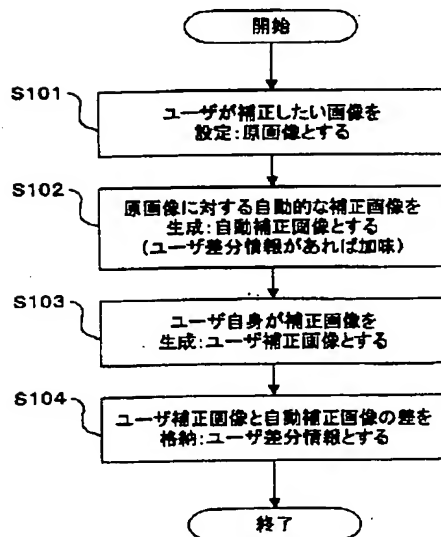 開始
S101
ユーザが補正したい画像を
設定:原画像とする
S102
原画像に対する自動的な補正画像を
生成:自動補正画像とする
(ユーザ差分情報があれば加味)
S103
ユーザ自身が補正画像を
生成:ユーザ補正画像とする
S104
ユーザ補正画像と自動補正画像の差を
格納:ユーザ差分情報とする
終了